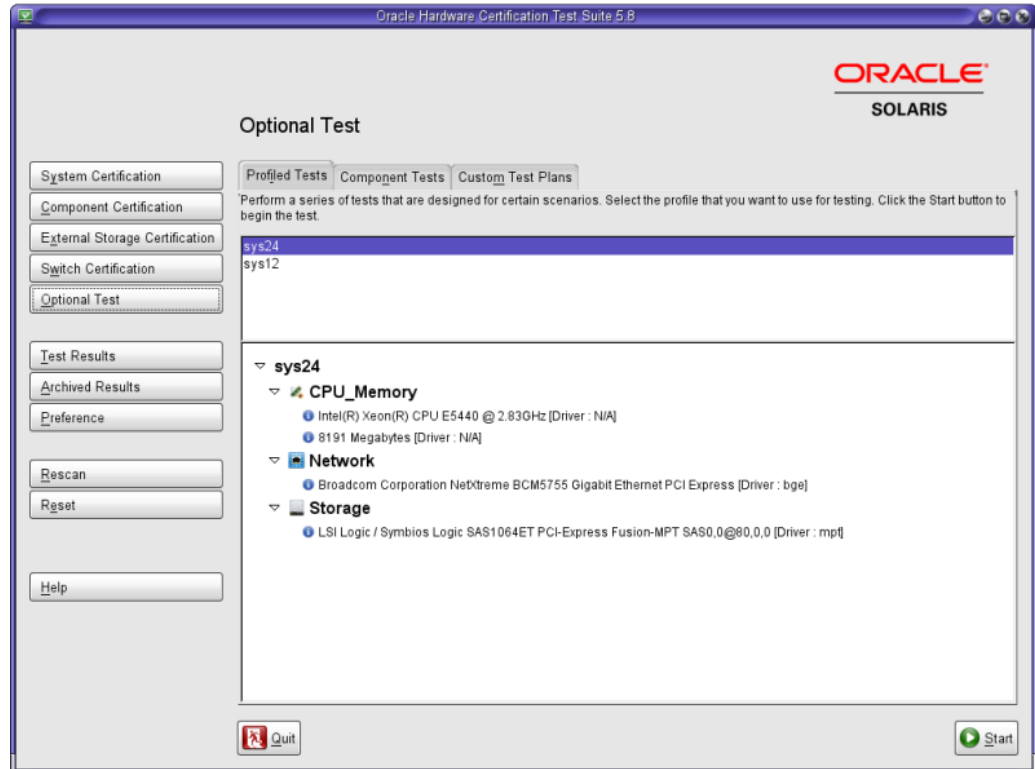 Oracle Hardware Certification Test Suite 5.8
ORACLE
SOLARIS
Optional Test
System Certification
Component Certification
External Storage Certification
Switch Certification
Optional Test
Test Results
Archived Results
Preference
Rescan
Reset
Help
Profiled Tests
Component Tests
Custom Test Plans
Perform a series of tests that are designed for certain scenarios. Select the profile that you want to use for testing. Click the Start button to
begin the test.
sys24
sys12
sys24
CPU_Memory
Intel(R) Xeon(R) CPU E5440 @ 2.83GHz [Driver : N/A]
8191 Megabytes [Driver : N/A]
Network
Broadcom Corporation NetXtreme BCM5755 Gigabit Ethernet PCI Express [Driver : bge]
Storage
LSI Logic / Symbios Logic SAS1064ET PCI-Express Fusion-MPT SAS0,0@80,0,0 [Driver : mpt]
Quit
Start